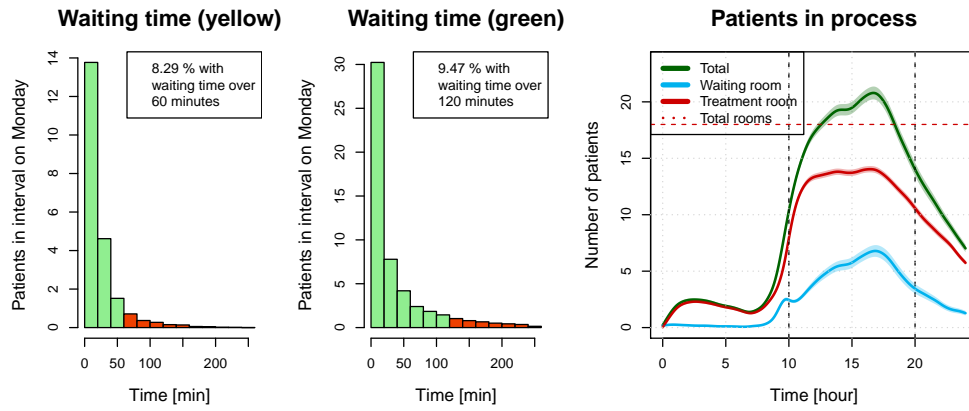 Waiting time (yellow)
Patients in interval on Monday
14
12
10
8
6
4
2
0
8.29 % with
waiting time over
60 minutes
0 50 100 200
Time [min]
Waiting time (green)
Patients in interval on Monday
30
25
20
15
10
5
0
9.47 % with
waiting time over
120 minutes
0 50 100 200
Time [min]
Patients in process
Number of patients
20
15
10
5
0
Total
Waiting room
Treatment room
Total rooms
0 5 10 15 20
Time [hour]